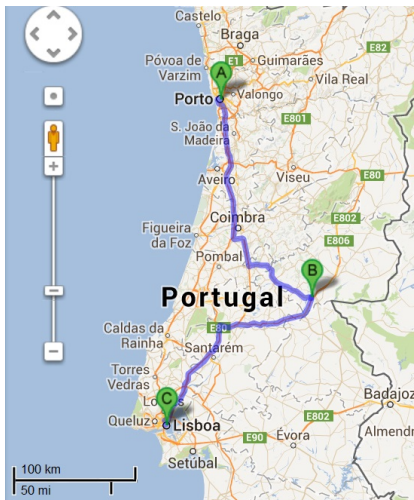 Castelo
Braga
E82
Póvoa de
Varzim
E1
Guimarães
A
Vila Real
Porto
Valongo
S. João da
Madeira
E801
Aveiro
Viseu
E80
Coimbra
E802
Figueira
da Foz
E806
Pombal
B
Portugal
Caldas da
Rainha
E80
Santarém
Torres
Vedras
C
Badajoz
Queluz
Lisboa
E802
Almendr
E90
Évora
Setúbal
100 km
50 mi